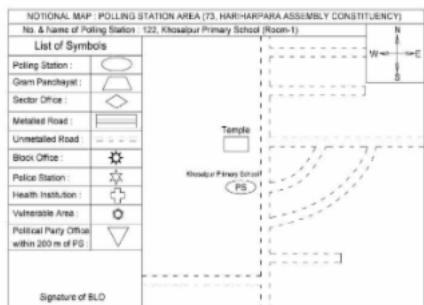 NOTIONAL MAP : POLLING STATION AREA (73, HARIHARPARA ASSEMBLY CONSTITUENCY)
No. & Name of Polling Station : 122, Khosalpur Primary School (Room-1)
List of Symbols
Polling Station :
Gram Panchayat :
Sector Office :
Metalled Road :
Unmetalled Road :
Block Office :
Police Station :
Health Institution :
Vulnerable Area :
Political Party Office
within 200 m of PS :
Signature of BLO
N
W
E
S
Temple
Khosalpur Primary School
PS